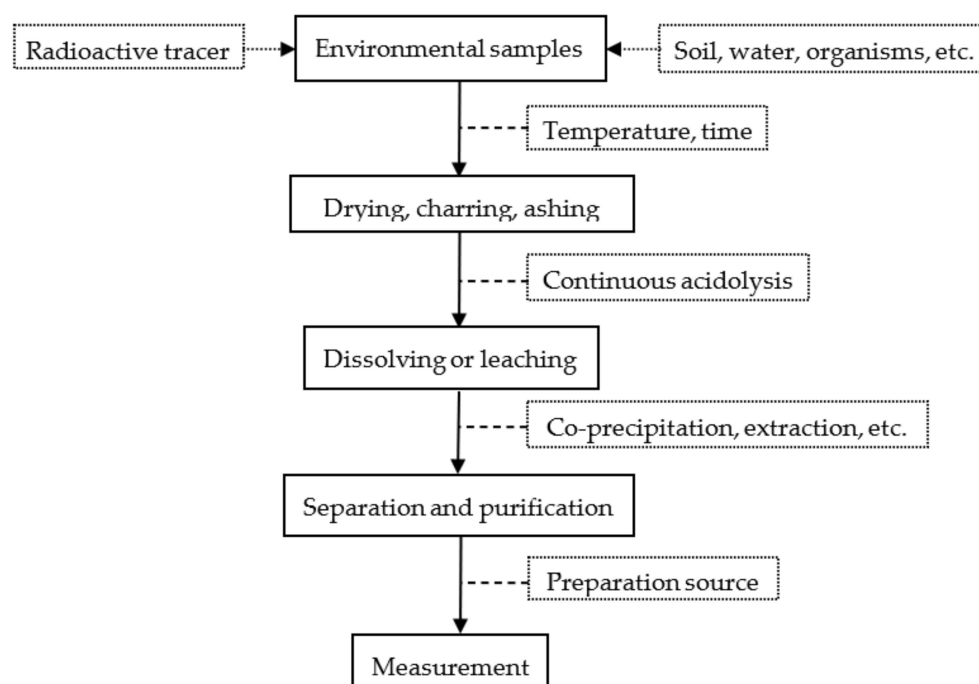 Radioactive tracer
Environmental samples
Soil, water, organisms, etc.
Temperature, time
Drying, charring, ashing
Continuous acidolysis
Dissolving or leaching
Co-precipitation, extraction, etc.
Separation and purification
Preparation source
Measurement